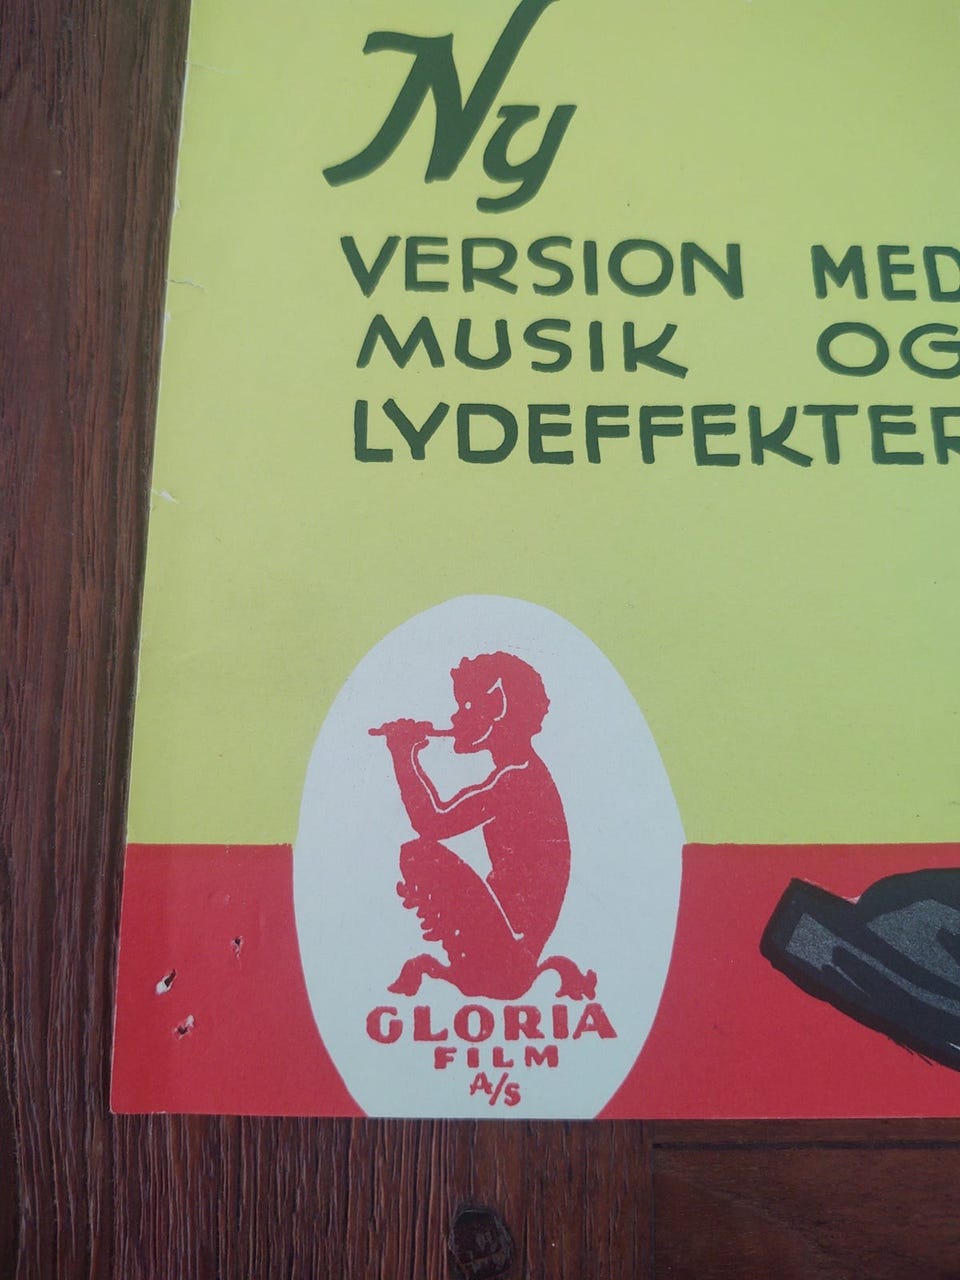 Ny
VERSION MED
MUSIK OG
LYDEFFEKTER
GLORIA
FILM
A/S